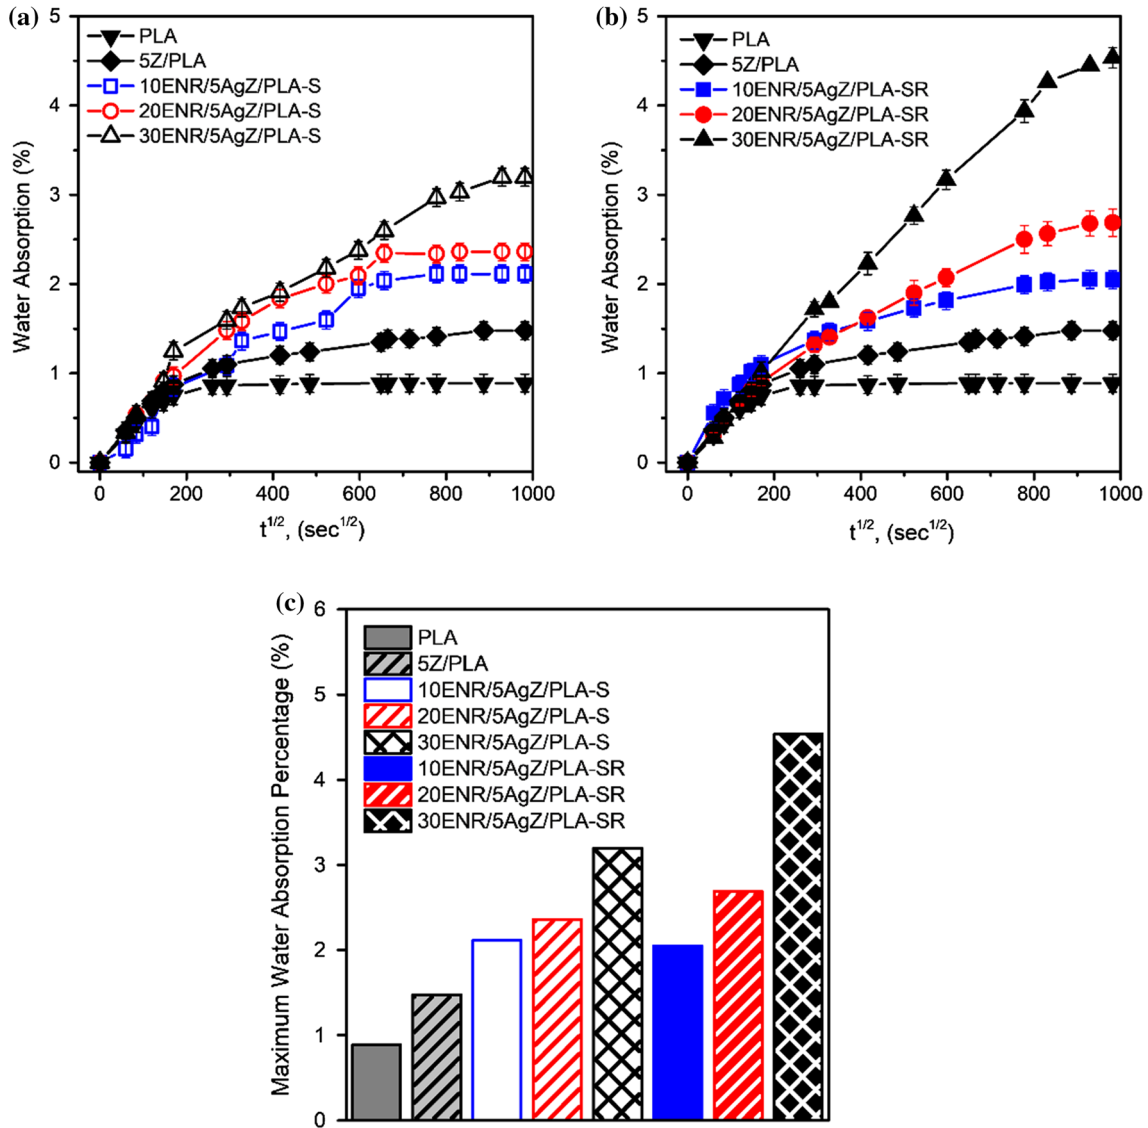 (a)
5
4
3
2
1
0
Water Absorption (%)
PLA
5Z/PLA
10ENR/5AgZ/PLA-S
20ENR/5AgZ/PLA-S
30ENR/5AgZ/PLA-S
0 200 400 600 800 1000
t1/2, (sec1/2)
(b)
5
4
3
2
1
0
Water Absorption (%)
PLA
5Z/PLA
10ENR/5AgZ/PLA-SR
20ENR/5AgZ/PLA-SR
30ENR/5AgZ/PLA-SR
0 200 400 600 800 1000
t1/2, (sec1/2)
(c)
6
5
4
3
2
1
0
Maximum Water Absorption Percentage (%)
PLA
5Z/PLA
10ENR/5AgZ/PLA-S
20ENR/5AgZ/PLA-S
30ENR/5AgZ/PLA-S
10ENR/5AgZ/PLA-SR
20ENR/5AgZ/PLA-SR
30ENR/5AgZ/PLA-SR